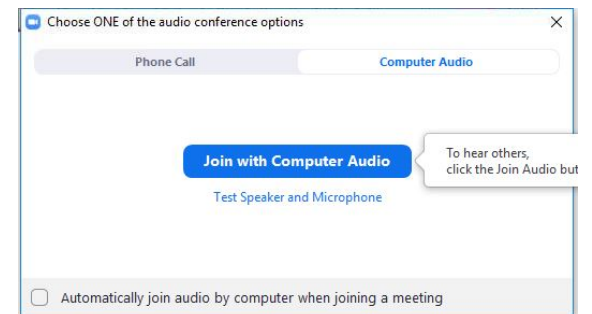 Choose ONE of the audio conference options
Phone Call
Computer Audio
Join with Computer Audio
To hear others,
click the Join Audio but
Test Speaker and Microphone
Automatically join audio by computer when joining a meeting